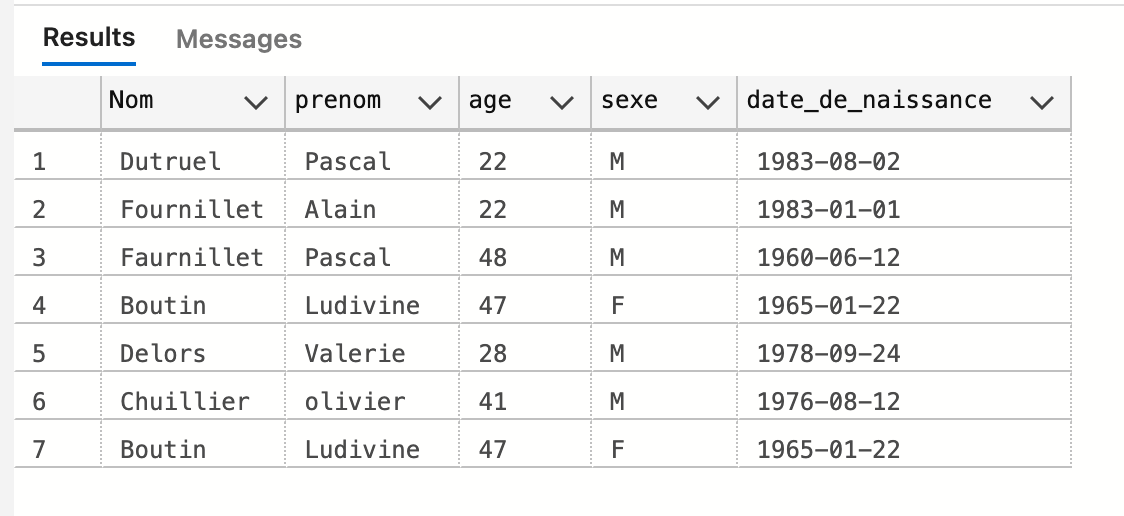 Results Messages
Nom prenom age sexe date_de_naissance
1 Dutruel Pascal 22 M 1983-08-02
2 Fournillet Alain 22 M 1983-01-01
3 Faurnillet Pascal 48 M 1960-06-12
4 Boutin Ludivine 47 F 1965-01-22
5 Delors Valerie 28 M 1978-09-24
6 Chuillier olivier 41 M 1976-08-12
7 Boutin Ludivine 47 F 1965-01-22